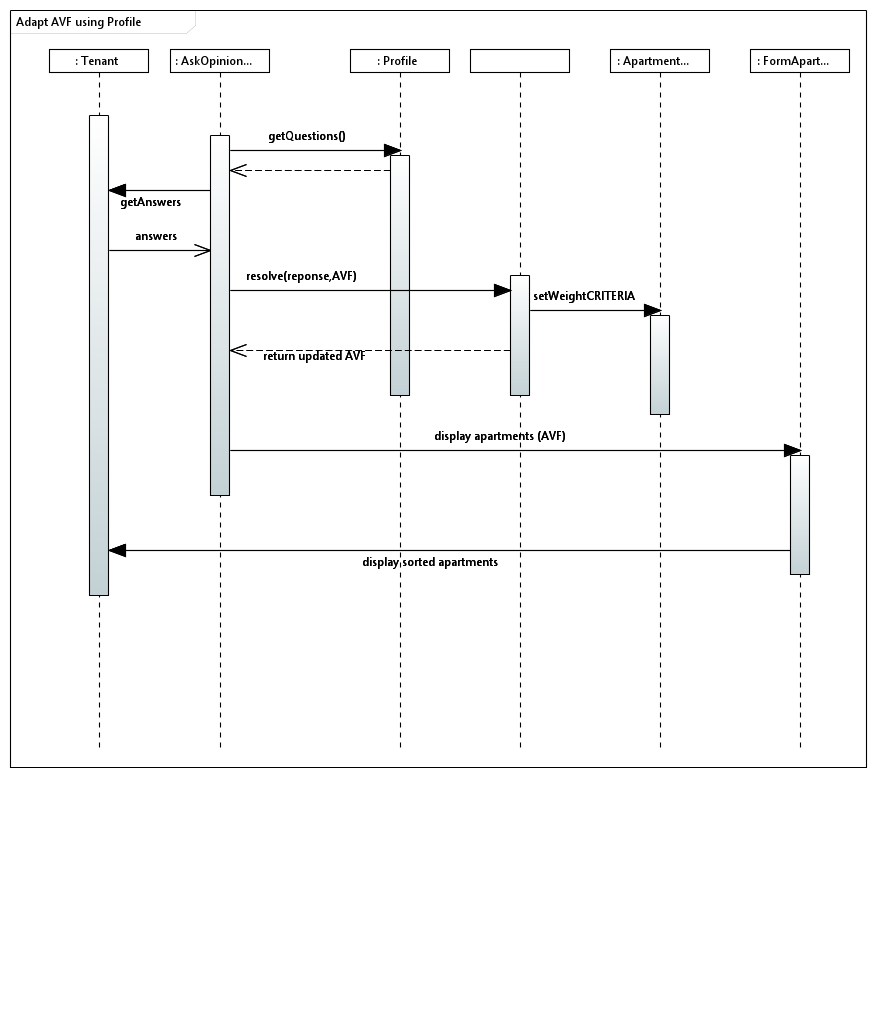 Adapt AVF using Profile
: Tenant
: AskOpinion...
: Profile
: Apartment...
: FormApart...
getQuestions()
getAnswers
answers
resolve(reponse,AVF)
setWeightCRITERIA
return updated AVF
display apartments (AVF)
display sorted apartments